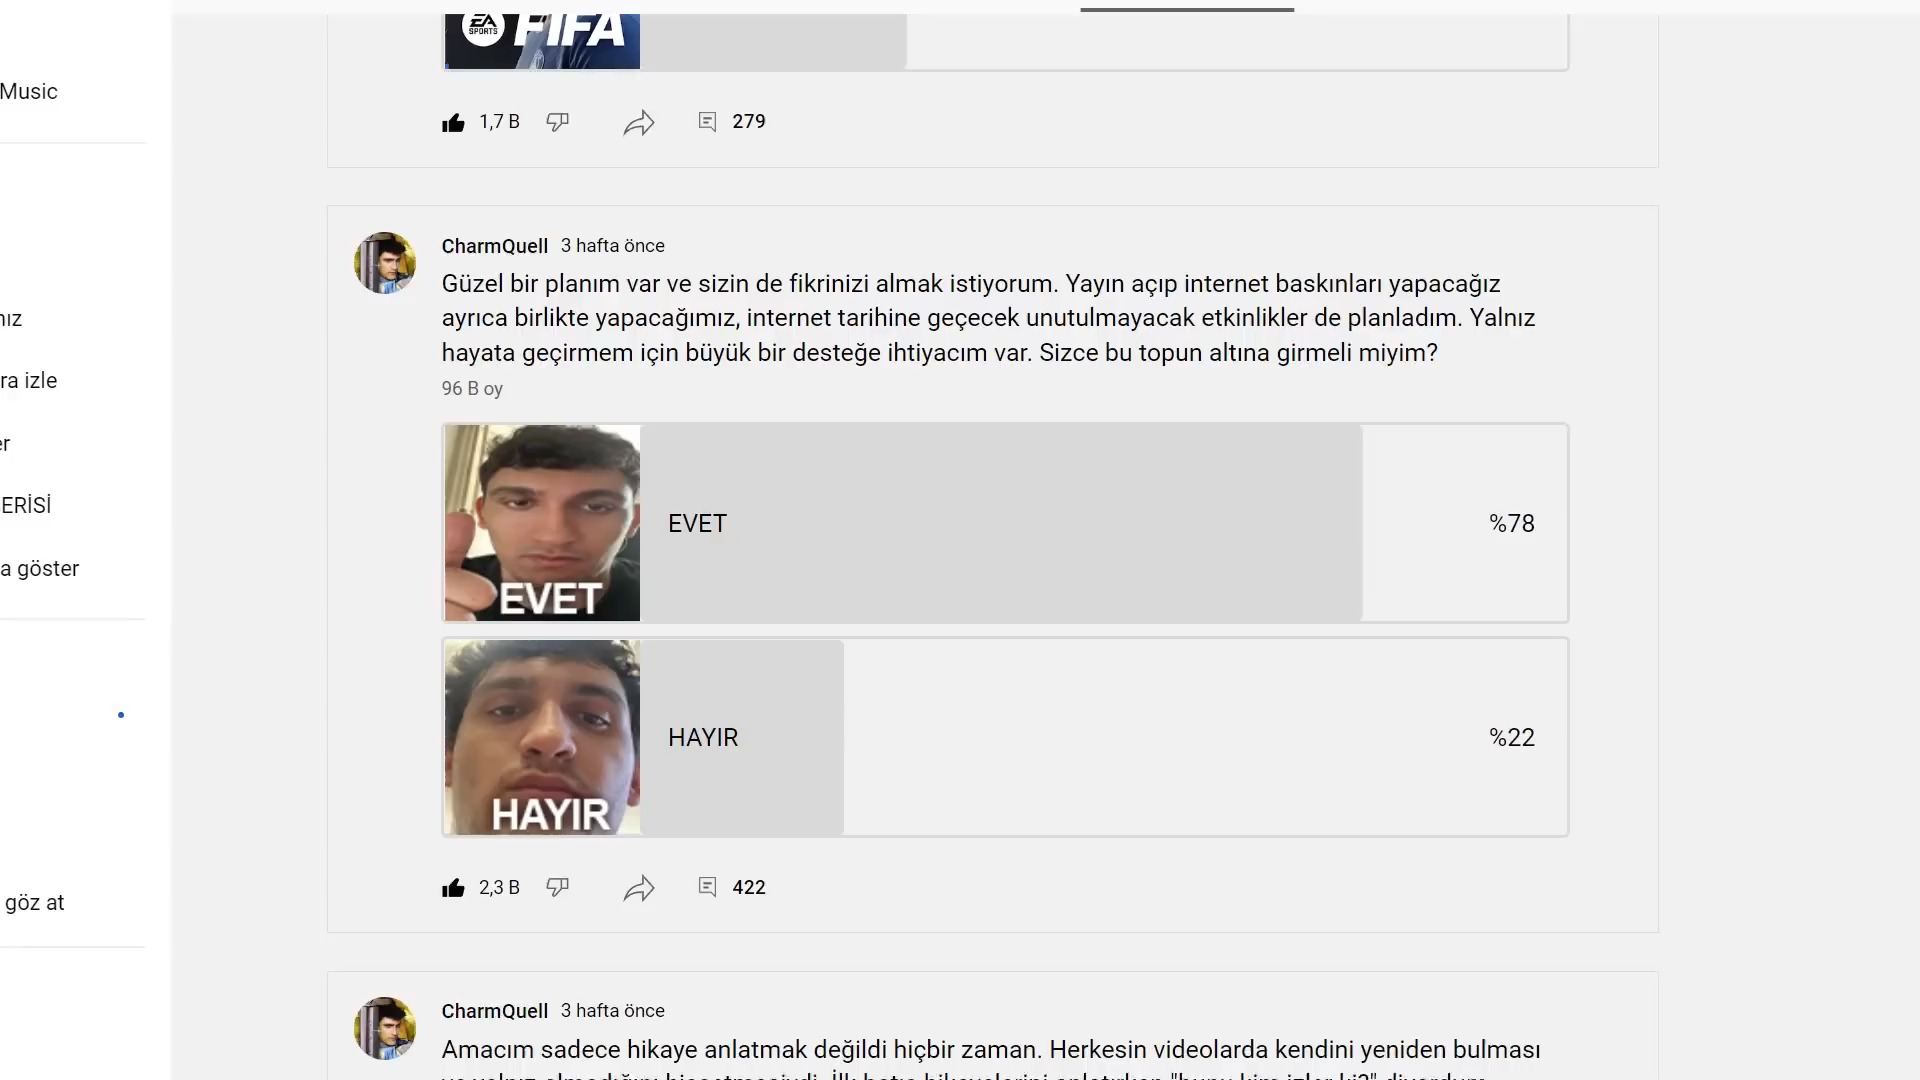 EA
SPORTS
FIFA
Music
1,7 B
279
CharmQuell 3 hafta önce
Güzel bir planım var ve sizin de fikrinizi almak istiyorum. Yayın açıp internet baskınları yapacağız
ayrıca birlikte yapacağımız, internet tarihine geçecek unutulmayacak etkinlikler de planladım. Yalnız
hayata geçirmem için büyük bir desteğe ihtiyacım var. Sizce bu topun altına girmeli miyim?
96 B oy
ra izle
a göster
EVET
EVET
%78
HAYIR
HAYIR
%22
2,3 B
422
göz at
CharmQuell 3 hafta önce
Amacım sadece hikaye anlatmak değildi hiçbir zaman. Herkesin videolarda kendini yeniden bulması